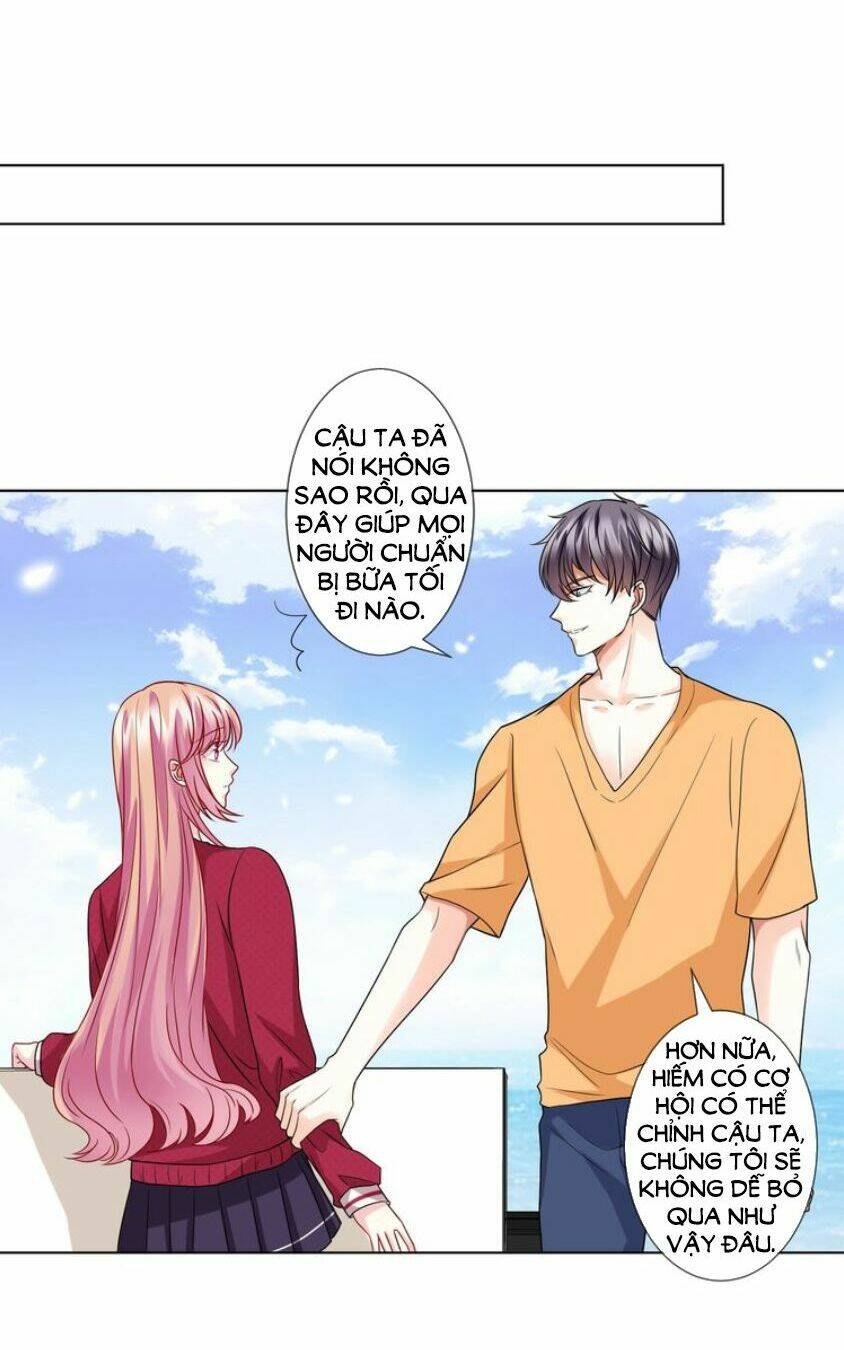 CẬU TA ĐÃ
NÓI KHÔNG
SAO RỒI, QUA
ĐÂY GIÚP MỌI
NGƯỜI CHUẨN
BỊ BỮA TỐI
ĐI NÀO.
HƠN NỮA,
HIẾM CÓ CƠ
HỘI CÓ THỂ
CHỈNH CẬU TA,
CHÚNG TÔI SẼ
KHÔNG DỄ BỎ
QUA NHƯ
VẬY ĐÂU.